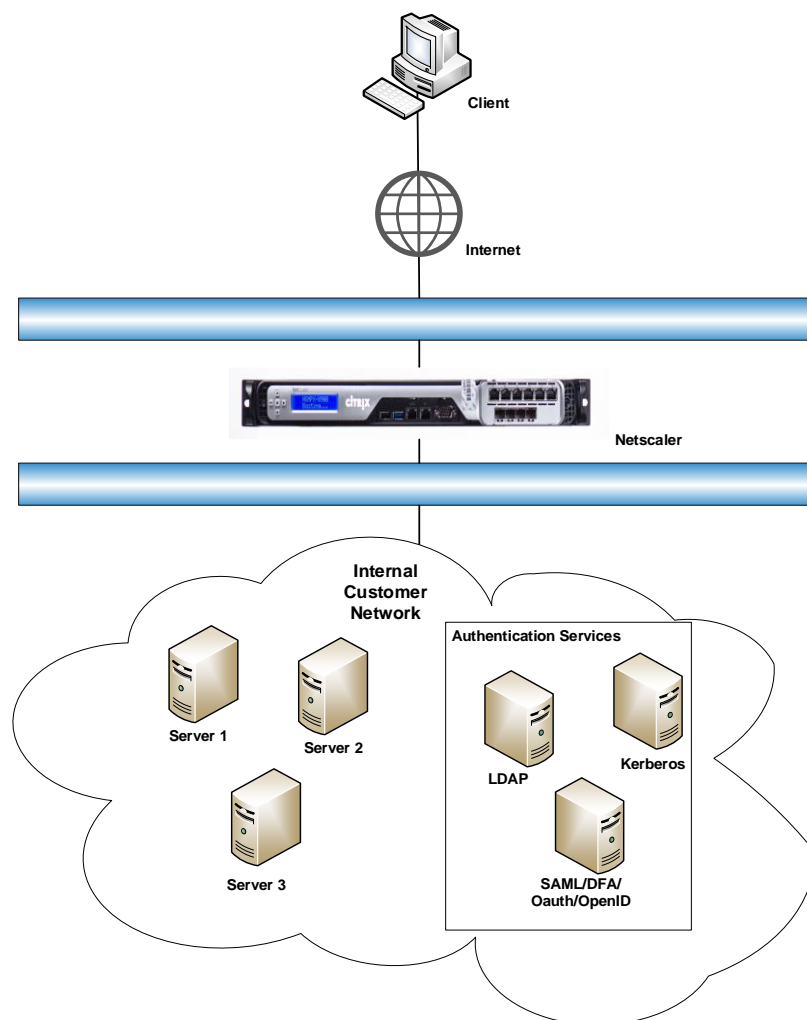 Client
Internet
citrix
Netscaler
Internal
Customer
Network
Authentication Services
Server 1
Server 2
LDAP
Kerberos
Server 3
SAML/DFA/
Oauth/OpenID